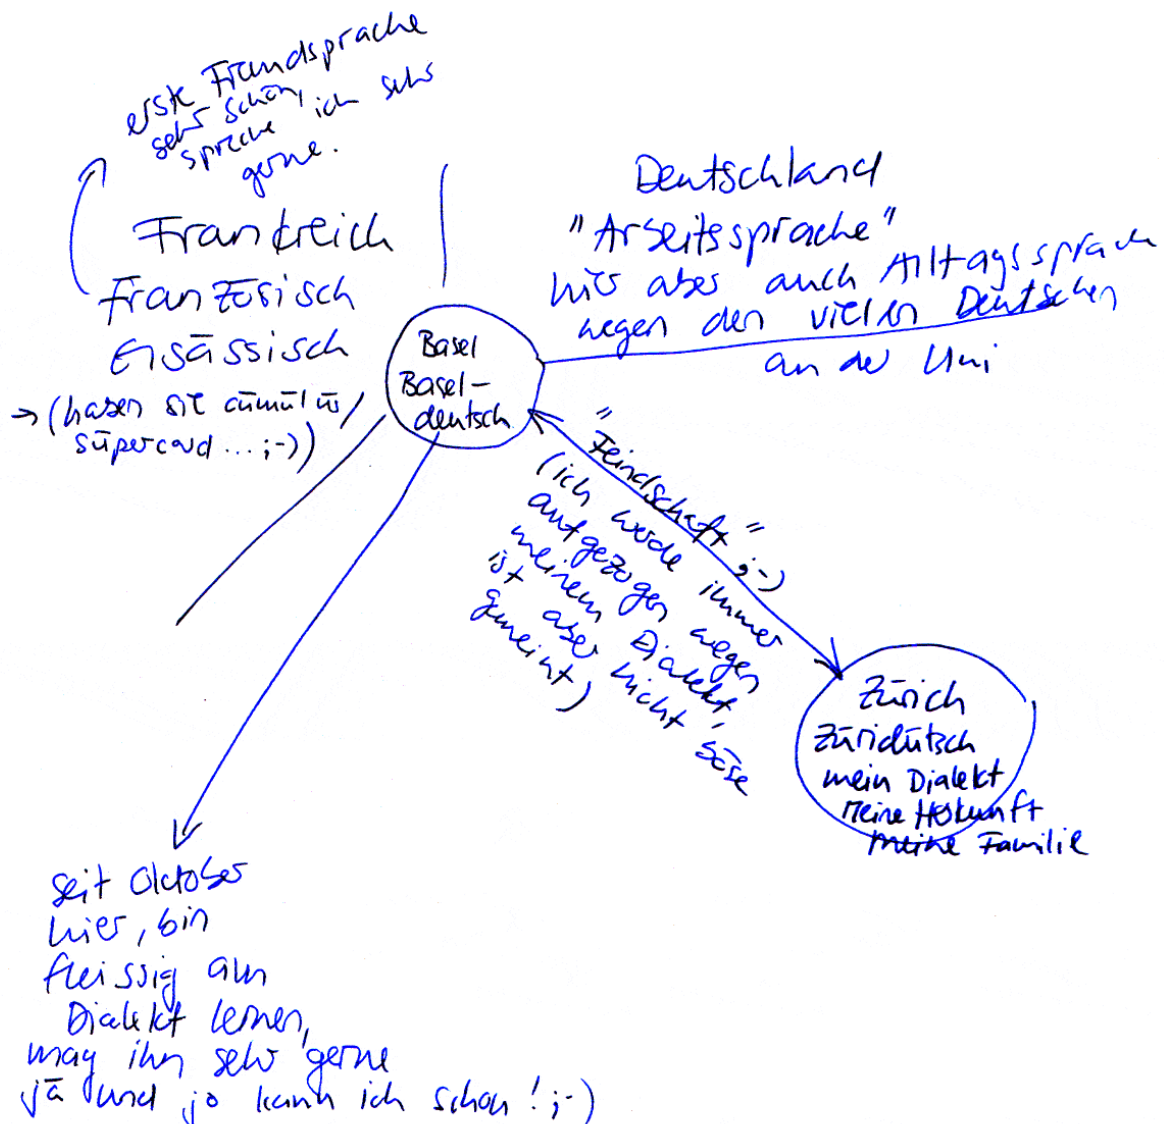 erste Fremdsprache
sehr schön,
spreche ich sehr
gerne.
Frankreich
Französisch
Elsässisch
→ (haben sie cümülüs/
süpercard ... ;-))
Deutschland
"Arbeitssprache"
hier aber auch Alltagssprache
wegen den vielen Deutschen
an der Uni
Basel
Basel-
deutsch
"Feindschaft" ;-)
(ich werde immer
aufgezogen wegen
meinem Dialekt,
ist aber nicht böse
gemeint)
Zürich
Züridütsch
mein Dialekt
meine Herkunft
meine Familie
seit Oktober
hier, bin
fleissig am
Dialekt lernen,
mag ihn sehr gerne
jä und jo kann ich schon! ;-)